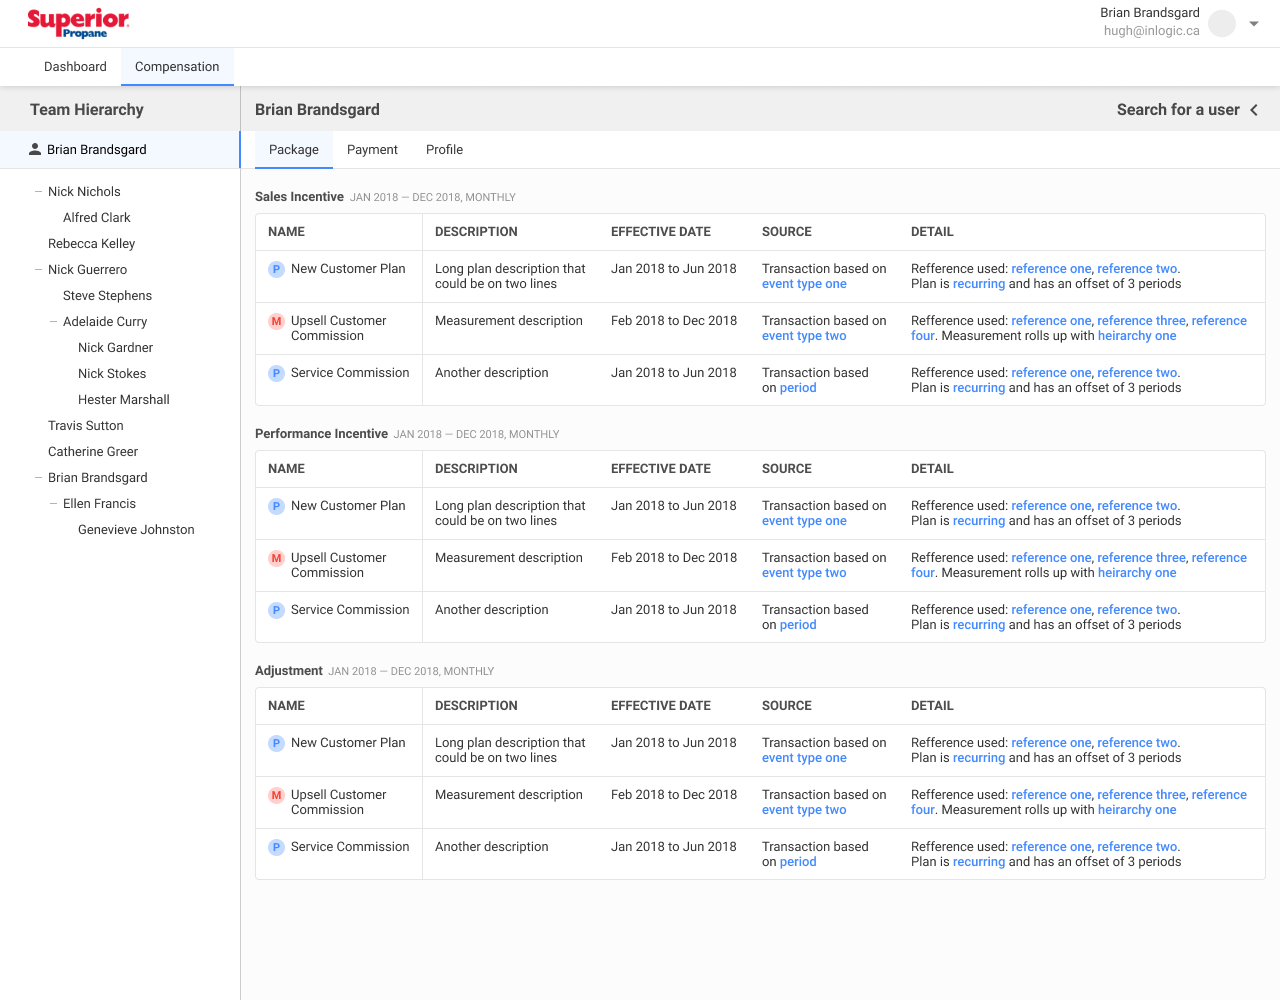 Superior
Propane
Brian Brandsgard
hugh@inlogic.ca
Dashboard
Compensation
Team Hierarchy
Brian Brandsgard
Nick Nichols
Alfred Clark
Rebecca Kelley
Nick Guerrero
Steve Stephens
Adelaide Curry
Nick Gardner
Nick Stokes
Hester Marshall
Travis Sutton
Catherine Greer
Brian Brandsgard
Ellen Francis
Genevieve Johnston
Brian Brandsgard
Search for a user
Package
Payment
Profile
Sales Incentive JAN 2018 — DEC 2018, MONTHLY
NAME DESCRIPTION EFFECTIVE DATE SOURCE DETAIL
P New Customer Plan
Long plan description that
could be on two lines
Jan 2018 to Jun 2018
Transaction based on
event type one
Refference used: reference one, reference two.
Plan is recurring and has an offset of 3 periods
M Upsell Customer
Commission
Measurement description
Feb 2018 to Dec 2018
Transaction based on
event type two
Refference used: reference one, reference three, reference
four. Measurement rolls up with heirarchy one
P Service Commission
Another description
Jan 2018 to Jun 2018
Transaction based
on period
Refference used: reference one, reference two.
Plan is recurring and has an offset of 3 periods
Performance Incentive JAN 2018 — DEC 2018, MONTHLY
NAME DESCRIPTION EFFECTIVE DATE SOURCE DETAIL
P New Customer Plan
Long plan description that
could be on two lines
Jan 2018 to Jun 2018
Transaction based on
event type one
Refference used: reference one, reference two.
Plan is recurring and has an offset of 3 periods
M Upsell Customer
Commission
Measurement description
Feb 2018 to Dec 2018
Transaction based on
event type two
Refference used: reference one, reference three, reference
four. Measurement rolls up with heirarchy one
P Service Commission
Another description
Jan 2018 to Jun 2018
Transaction based
on period
Refference used: reference one, reference two.
Plan is recurring and has an offset of 3 periods
Adjustment JAN 2018 — DEC 2018, MONTHLY
NAME DESCRIPTION EFFECTIVE DATE SOURCE DETAIL
P New Customer Plan
Long plan description that
could be on two lines
Jan 2018 to Jun 2018
Transaction based on
event type one
Refference used: reference one, reference two.
Plan is recurring and has an offset of 3 periods
M Upsell Customer
Commission
Measurement description
Feb 2018 to Dec 2018
Transaction based on
event type two
Refference used: reference one, reference three, reference
four. Measurement rolls up with heirarchy one
P Service Commission
Another description
Jan 2018 to Jun 2018
Transaction based
on period
Refference used: reference one, reference two.
Plan is recurring and has an offset of 3 periods